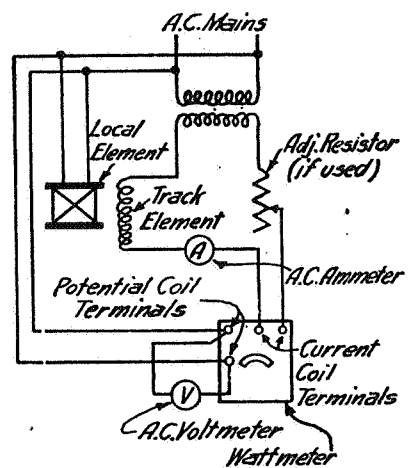 A.C. Mains
Local
Element
Adj. Resistor
(if used)
Track
Element
A
A.C. Ammeter
Potential Coil
Terminals
Current
Coil
Terminals
V
A.C. Voltmeter
Wattmeter